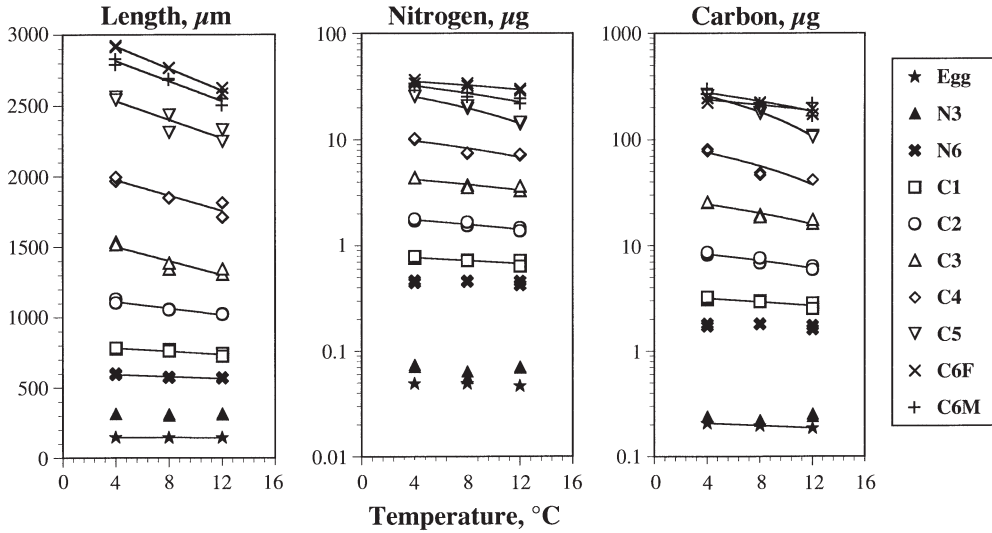 Length, µm
Nitrogen, µg
Carbon, µg
3000
2500
2000
1500
1000
500
0
0 4 8 12 16
100
10
1
0.1
0.01
0 4 8 12 16
1000
100
10
1
0.1
0 4 8 12 16
Temperature, °C
Egg
N3
N6
C1
C2
C3
C4
C5
C6F
C6M